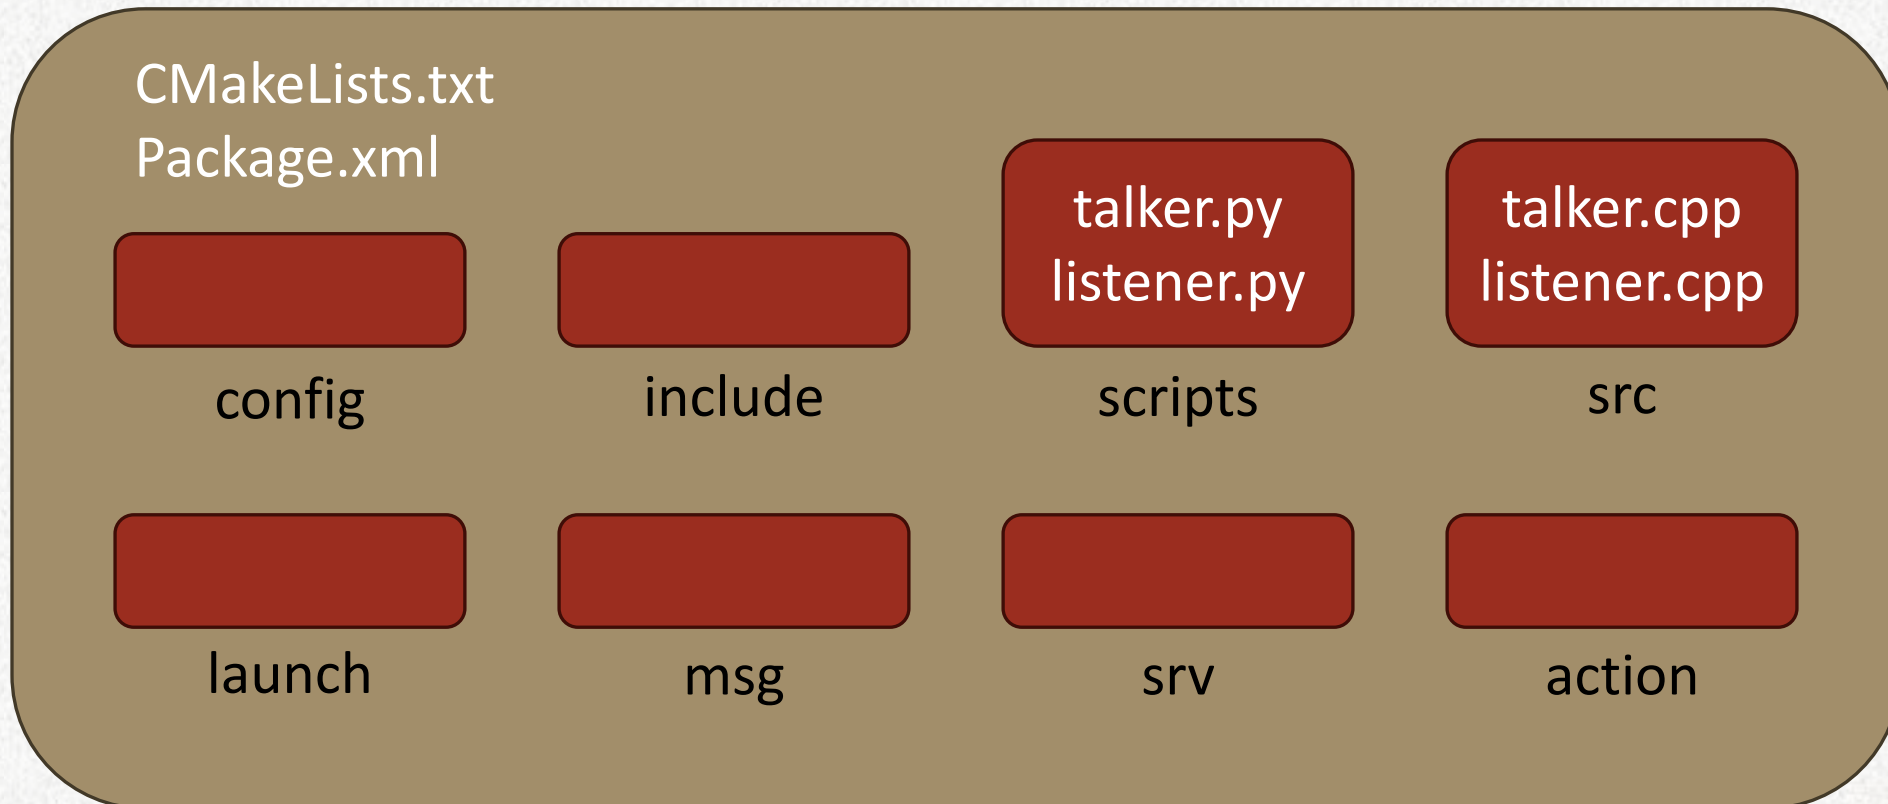 CMakeLists.txt
Package.xml
talker.py
listener.py
talker.cpp
listener.cpp
config
include
scripts
src
launch
msg
srv
action